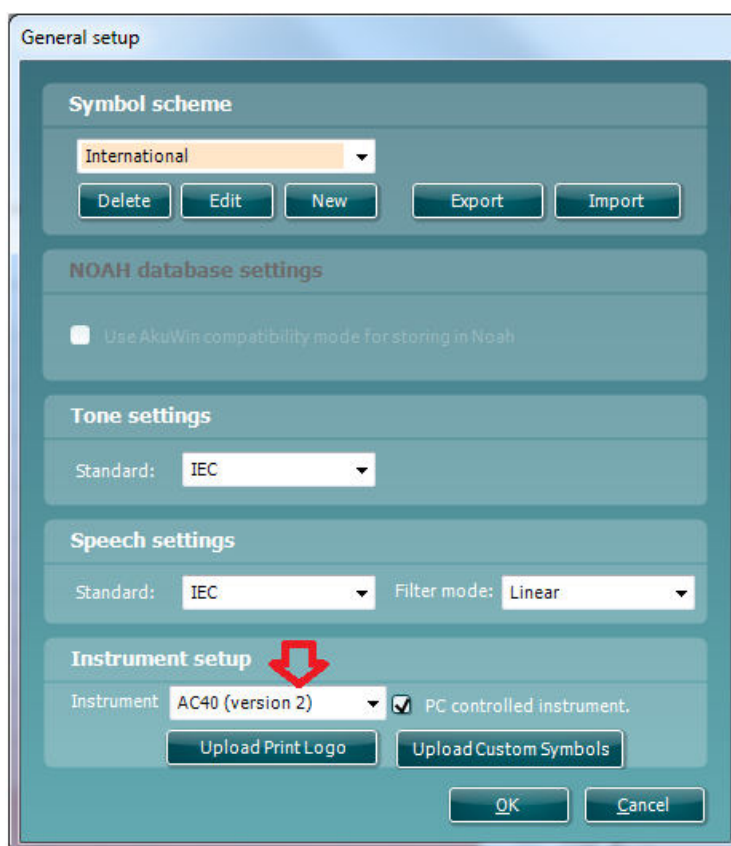 General setup
Symbol scheme
International
Delete Edit New Export Import
NOAH database settings
Use AkuWin compatibility mode for storing in Noah
Tone settings
Standard: IEC
Speech settings
Standard: IEC Filter mode: Linear
Instrument setup
Instrument AC40 (version 2) PC controlled instrument.
Upload Print Logo Upload Custom Symbols
OK Cancel